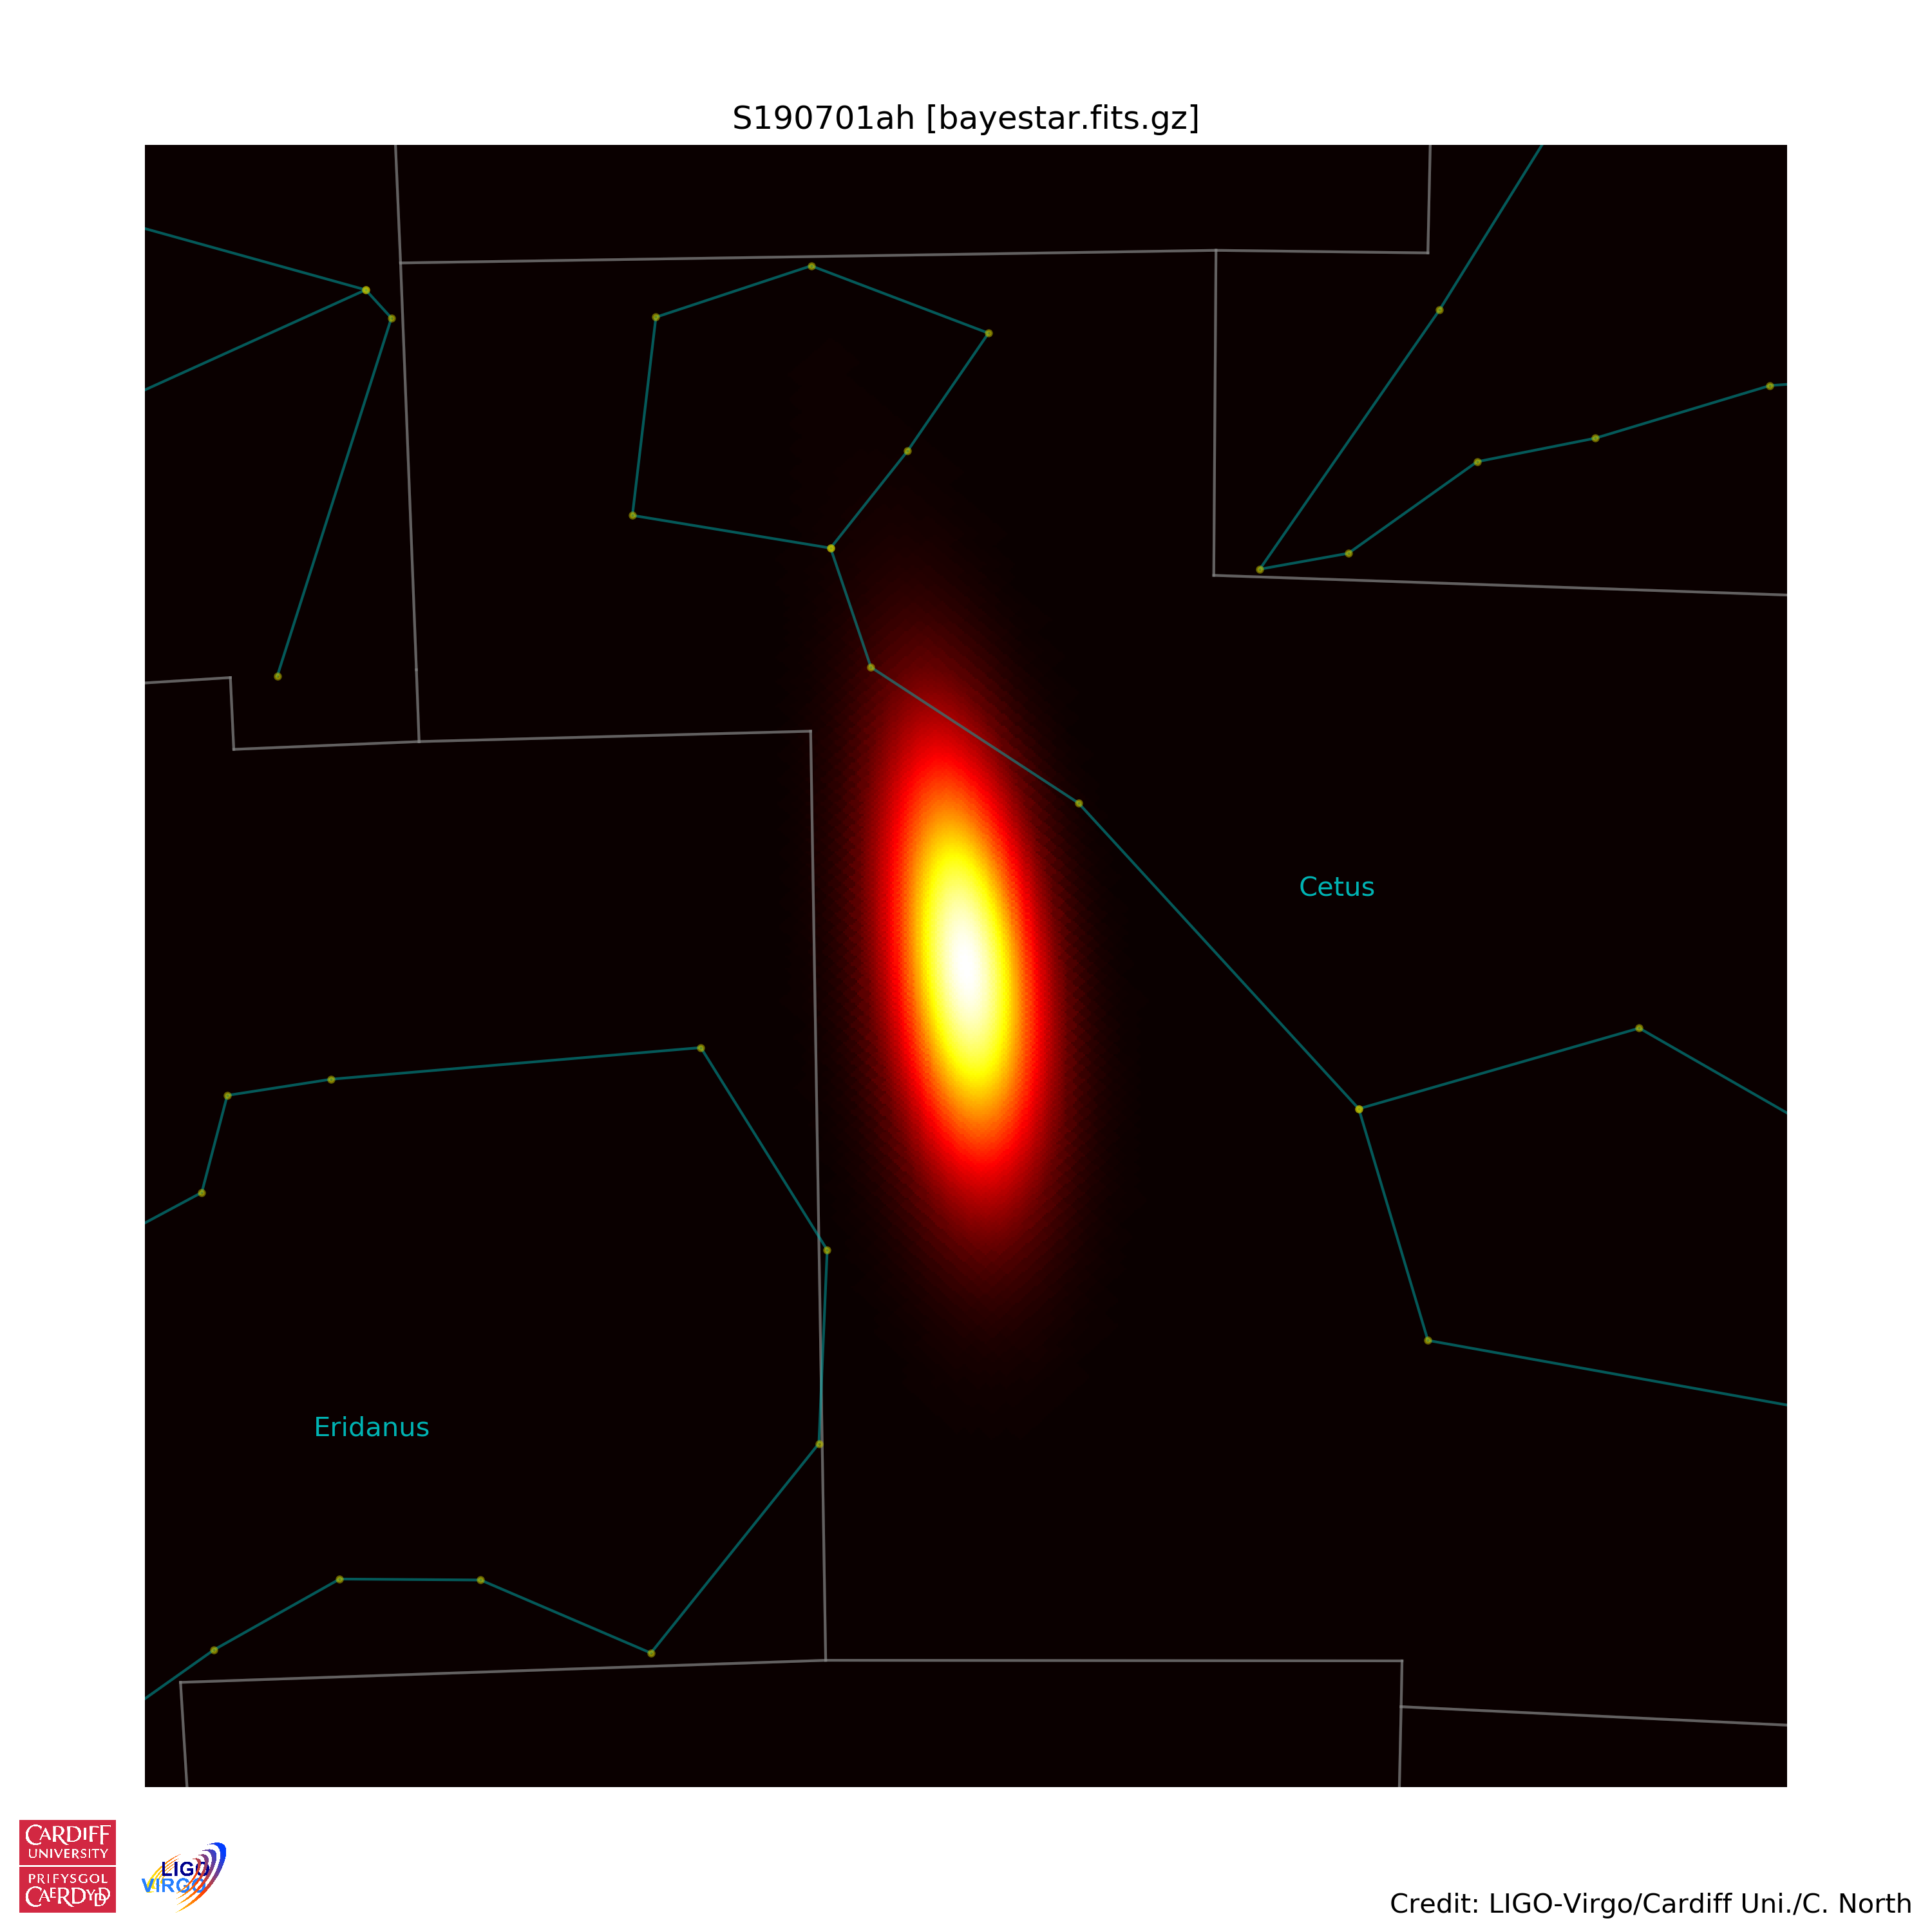 S190701ah [bayestar.fits.gz]
Cetus
Eridanus
CARDIFF
UNIVERSITY
PRIFYSGOL
CAERDYDD
LIGO
VIRGO
Credit: LIGO-Virgo/Cardiff Uni./C. North